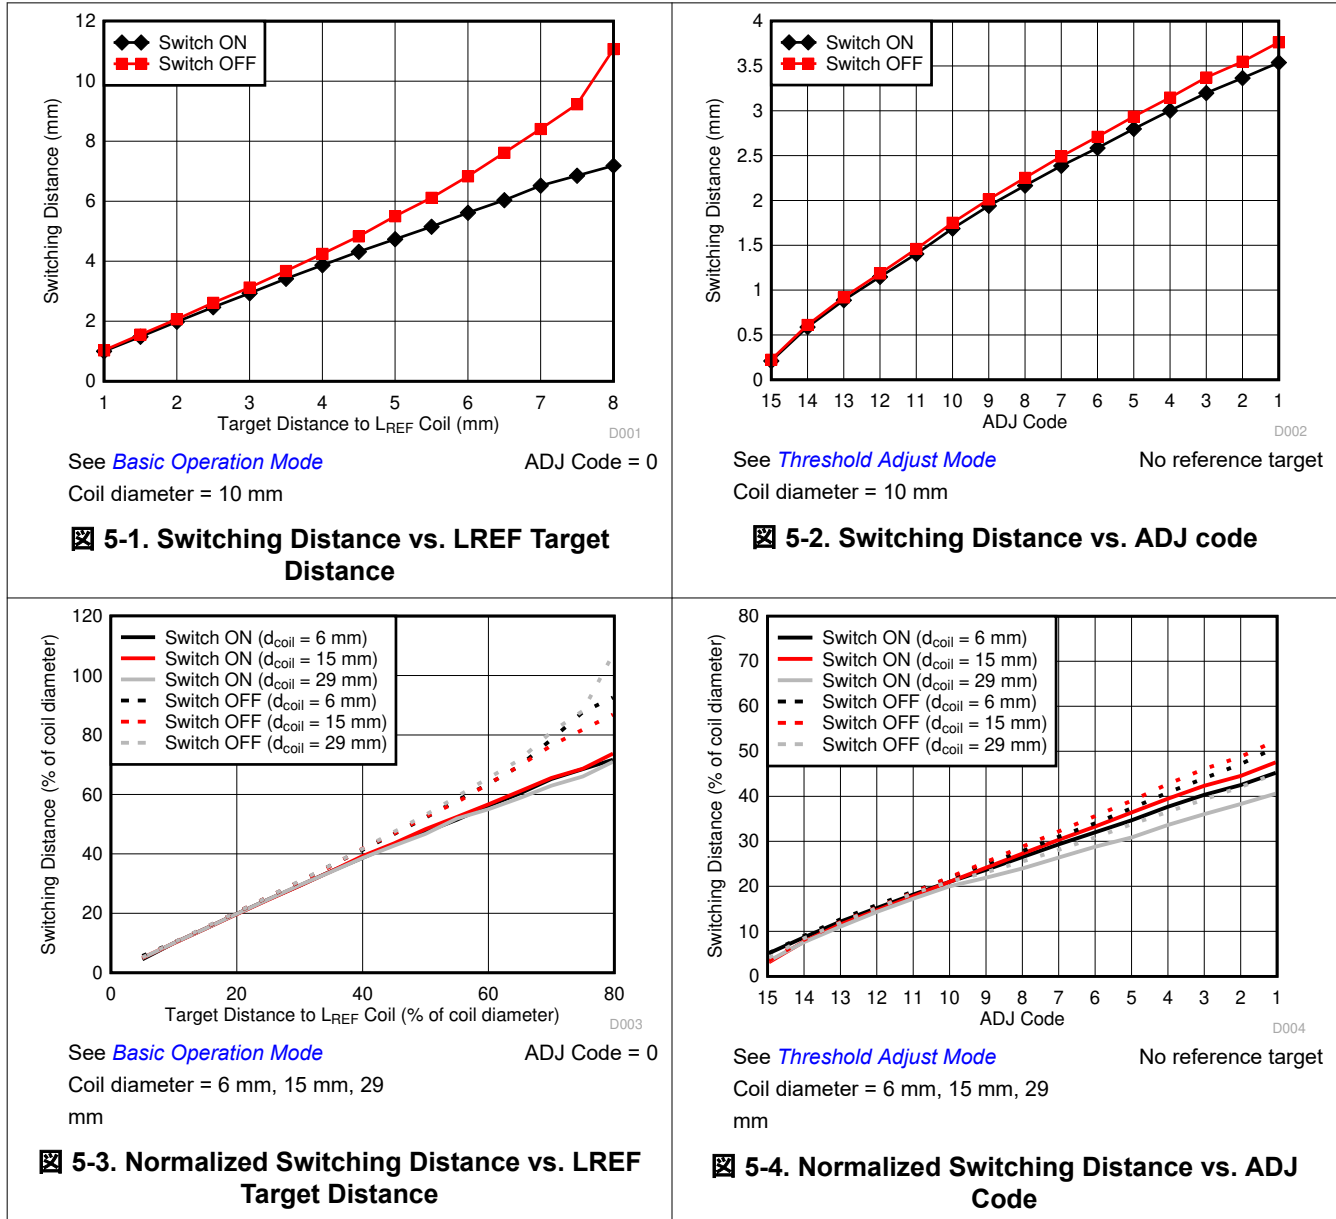 12
10
8
6
4
2
0
Switching Distance (mm)
Switch ON
Switch OFF
1 2 3 4 5 6 7 8
Target Distance to LREF Coil (mm)
D001
See Basic Operation Mode ADJ Code = 0
Coil diameter = 10 mm
図 5-1. Switching Distance vs. LREF Target
Distance
4
3.5
3
2.5
2
1.5
1
0.5
0
Switching Distance (mm)
Switch ON
Switch OFF
15 14 13 12 11 10 9 8 7 6 5 4 3 2 1
ADJ Code
D002
See Threshold Adjust Mode No reference target
Coil diameter = 10 mm
図 5-2. Switching Distance vs. ADJ code
120
100
80
60
40
20
0
Switching Distance (% of coil diameter)
Switch ON (dcoil = 6 mm)
Switch ON (dcoil = 15 mm)
Switch ON (dcoil = 29 mm)
Switch OFF (dcoil = 6 mm)
Switch OFF (dcoil = 15 mm)
Switch OFF (dcoil = 29 mm)
0 20 40 60 80
Target Distance to LREF Coil (% of coil diameter)
D003
See Basic Operation Mode ADJ Code = 0
Coil diameter = 6 mm, 15 mm, 29
mm
図 5-3. Normalized Switching Distance vs. LREF
Target Distance
80
70
60
50
40
30
20
10
0
Switching Distance (% of coil diameter)
Switch ON (dcoil = 6 mm)
Switch ON (dcoil = 15 mm)
Switch ON (dcoil = 29 mm)
Switch OFF (dcoil = 6 mm)
Switch OFF (dcoil = 15 mm)
Switch OFF (dcoil = 29 mm)
15 14 13 12 11 10 9 8 7 6 5 4 3 2 1
ADJ Code
D004
See Threshold Adjust Mode No reference target
Coil diameter = 6 mm, 15 mm, 29
mm
図 5-4. Normalized Switching Distance vs. ADJ
Code